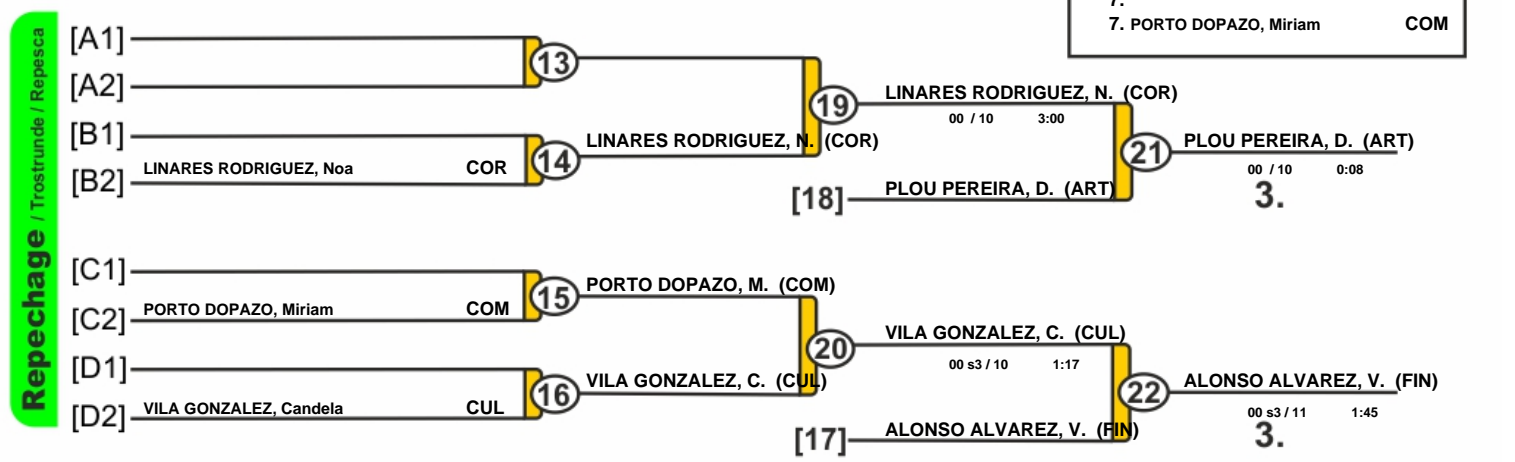 7.
7. PORTO DOPAZO, Miriam COM
Repechage / Trostrunde / Repesca
[A1]
13
[A2]
19
LINARES RODRIGUEZ, N. (COR)
00 / 10 3:00
[B1]
14
LINARES RODRIGUEZ, N. (COR)
21
PLOU PEREIRA, D. (ART)
00 / 10 0:08
3.
[B2] LINARES RODRIGUEZ, Noa COR
[18] PLOU PEREIRA, D. (ART)
[C1]
15
PORTO DOPAZO, M. (COM)
[C2] PORTO DOPAZO, Miriam COM
20
VILA GONZALEZ, C. (CUL)
00 s3 / 10 1:17
[D1]
16
VILA GONZALEZ, C. (CUL)
22
ALONSO ALVAREZ, V. (FIN)
00 s3 / 11 1:45
3.
[D2] VILA GONZALEZ, Candela CUL
[17] ALONSO ALVAREZ, V. (FIN)